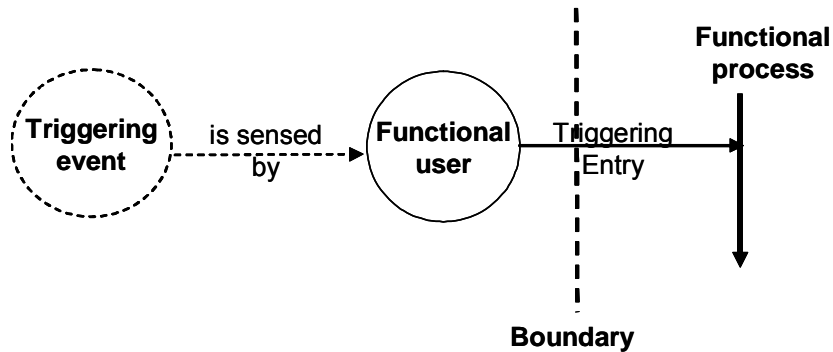 Functional
process
Triggering
event
is sensed
by
Functional
user
Triggering
Entry
Boundary